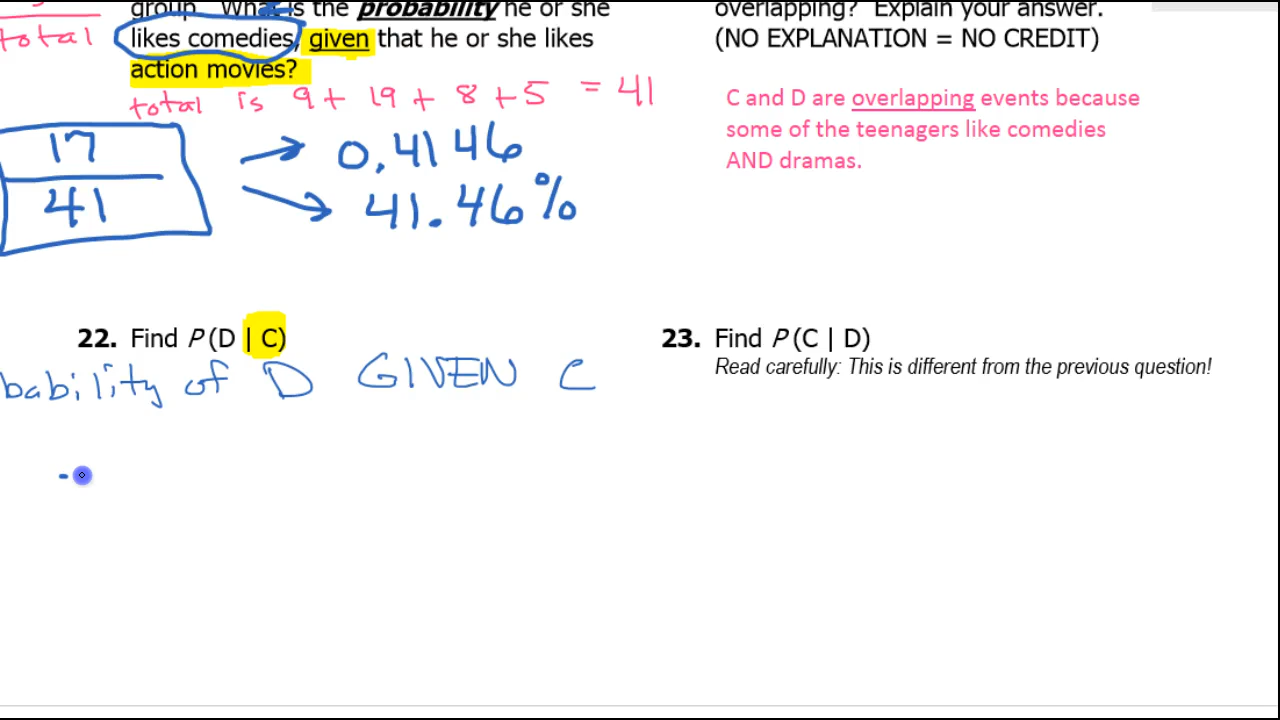 group. What is the probability he or she
total
likes comedies, given that he or she likes
action movies?
total is 9 + 19 + 8 + 5 = 41
17
41
0.4146
41.46%
overlapping? Explain your answer.
(NO EXPLANATION = NO CREDIT)
C and D are overlapping events because
some of the teenagers like comedies
AND dramas.
22. Find P(D | C)
bability of D GIVEN C
23. Find P(C | D)
Read carefully: This is different from the previous question!